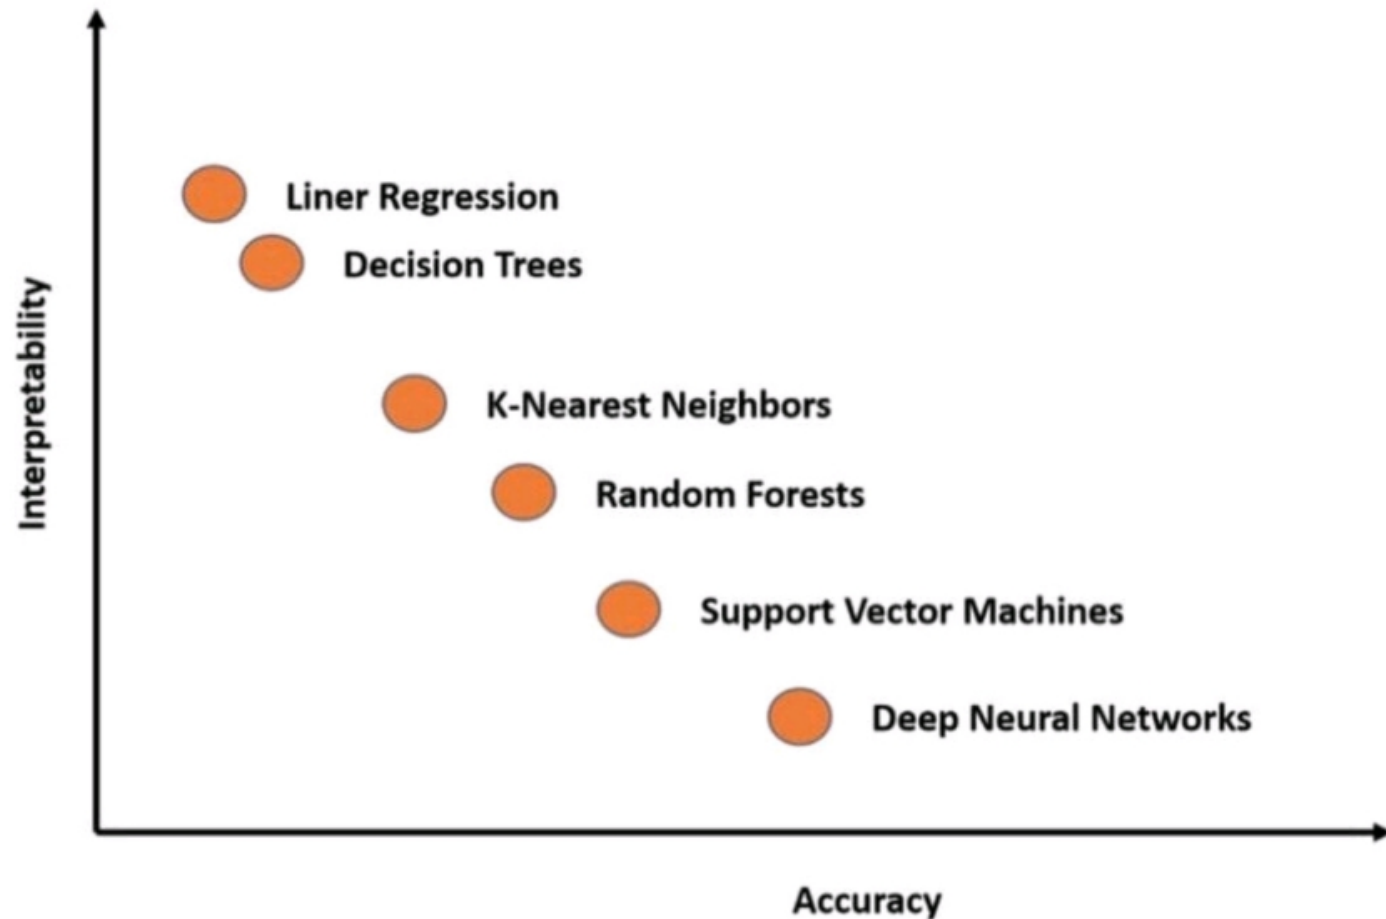 Interpretability
Liner Regression
Decision Trees
K-Nearest Neighbors
Random Forests
Support Vector Machines
Deep Neural Networks
Accuracy